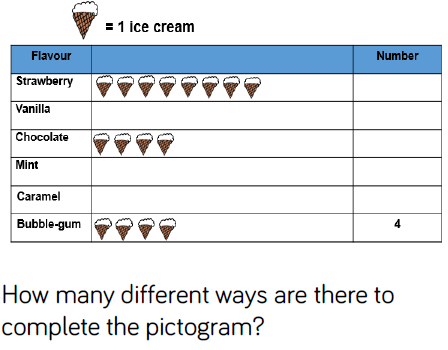 = 1 ice cream
Flavour Number
Strawberry
Vanilla
Chocolate
Mint
Caramel
Bubble-gum 4
How many different ways are there to
complete the pictogram?